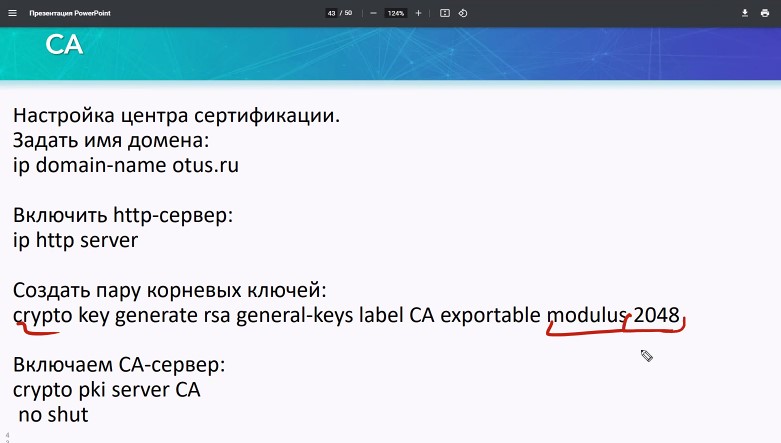 Презентация PowerPoint
43 / 50
124%
CA
Настройка центра сертификации.
Задать имя домена:
ip domain-name otus.ru
Включить http-сервер:
ip http server
Создать пару корневых ключей:
crypto key generate rsa general-keys label CA exportable modulus 2048
Включаем CA-сервер:
crypto pki server CA
no shut
4